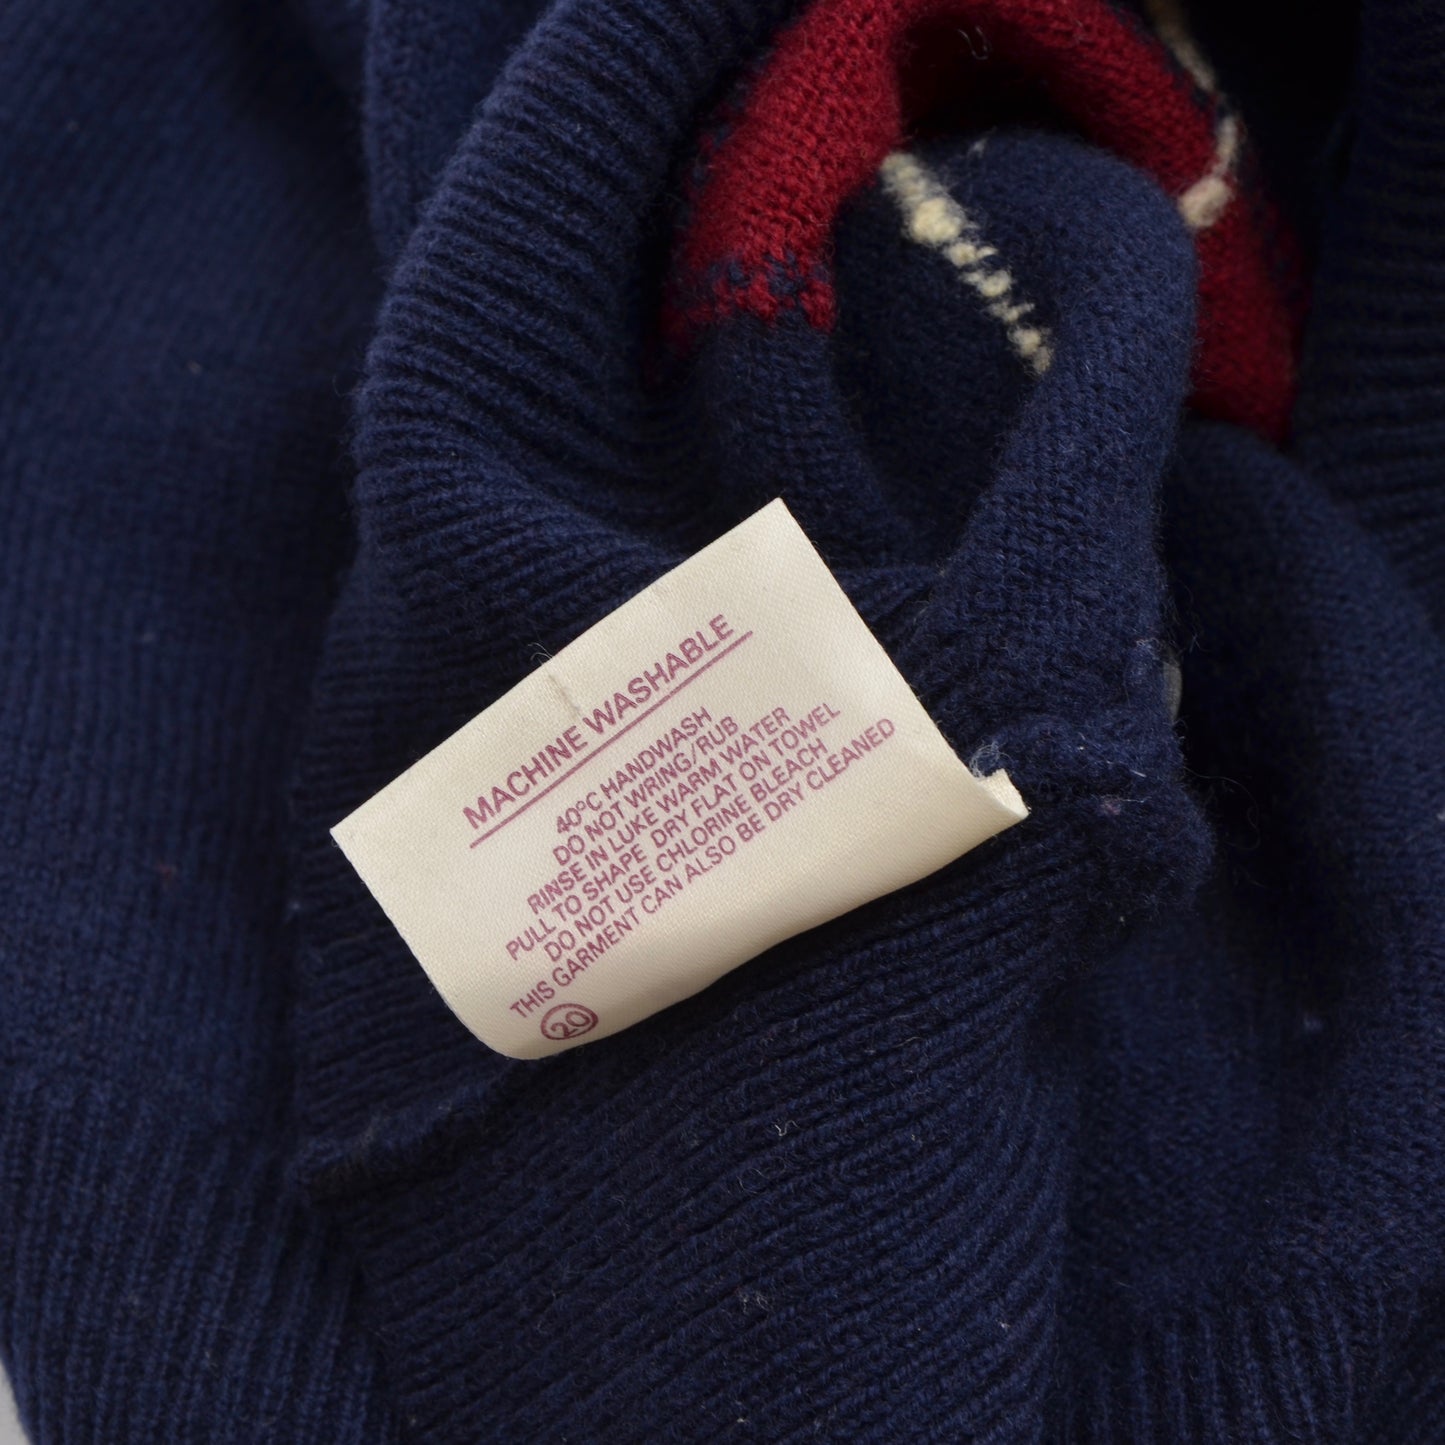 MACHINE WASHABLE
40°C HANDWASH
DO NOT WRING/RUB
RINSE IN LUKE WARM WATER
PULL TO SHAPE DRY FLAT ON TOWEL
DO NOT USE CHLORINE BLEACH
THIS GARMENT CAN ALSO BE DRY CLEANED
20